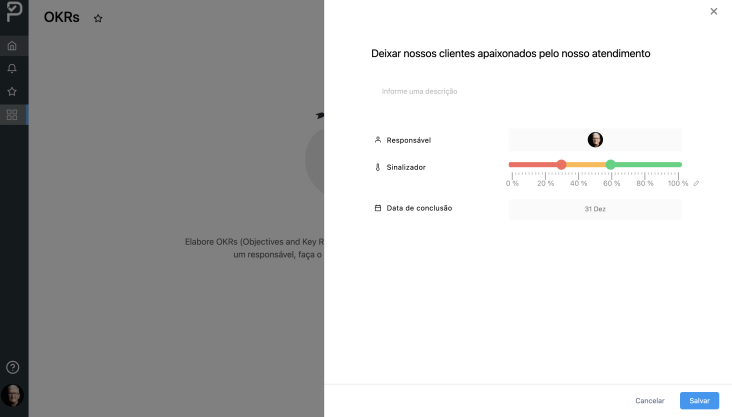 OKRs
Elabore OKRs (Objectives and Key R
um responsável, faça o
Deixar nossos clientes apaixonados pelo nosso atendimento
Informe uma descrição
Responsável
Sinalizador
0 % 20 % 40 % 60 % 80 % 100 %
Data de conclusão
31 Dez
Cancelar
Salvar